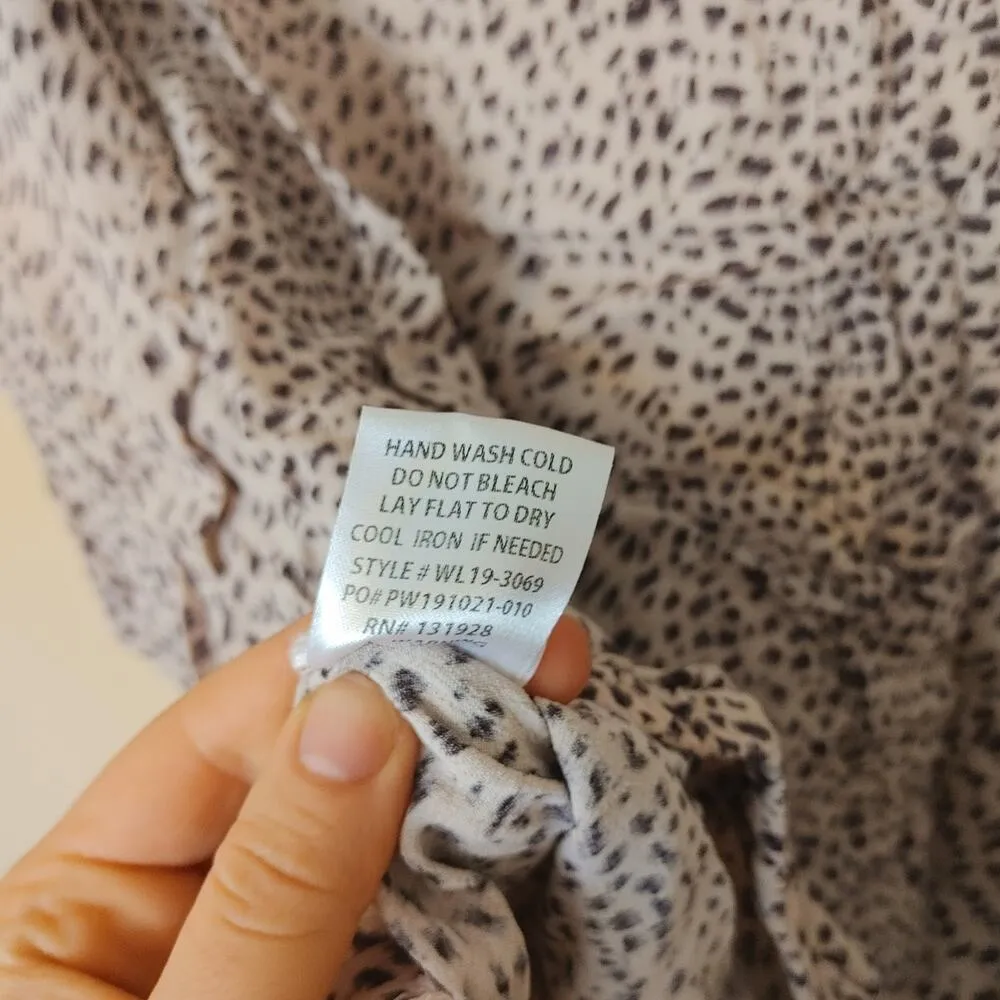 HAND WASH COLD
DO NOT BLEACH
LAY FLAT TO DRY
COOL IRON IF NEEDED
STYLE # WL19-3069
PO# PW191021-010
RN# 131928